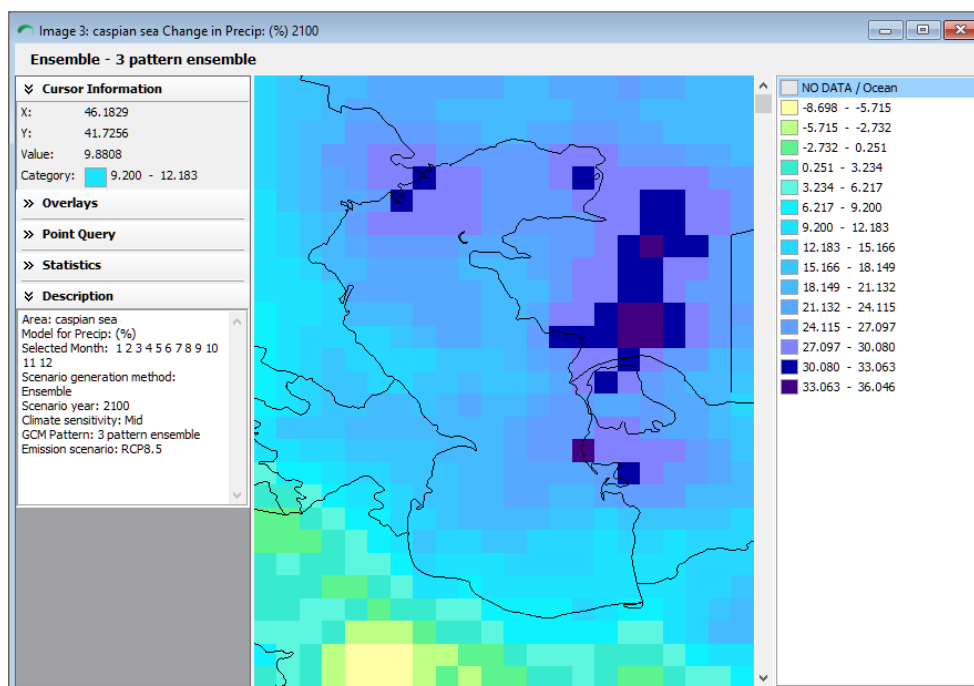 Image 3: caspian sea Change in Precip: (%) 2100
Ensemble - 3 pattern ensemble
Cursor Information
X: 46.1829
Y: 41.7256
Value: 9.8808
Category: 9.200 - 12.183
Overlays
Point Query
Statistics
Description
Area: caspian sea
Model for Precip: (%)
Selected Month: 1 2 3 4 5 6 7 8 9 10
11 12
Scenario generation method:
Ensemble
Scenario year: 2100
Climate sensitivity: Mid
GCM Pattern: 3 pattern ensemble
Emission scenario: RCP8.5
NO DATA / Ocean
-8.698 - -5.715
-5.715 - -2.732
-2.732 - 0.251
0.251 - 3.234
3.234 - 6.217
6.217 - 9.200
9.200 - 12.183
12.183 - 15.166
15.166 - 18.149
18.149 - 21.132
21.132 - 24.115
24.115 - 27.097
27.097 - 30.080
30.080 - 33.063
33.063 - 36.046